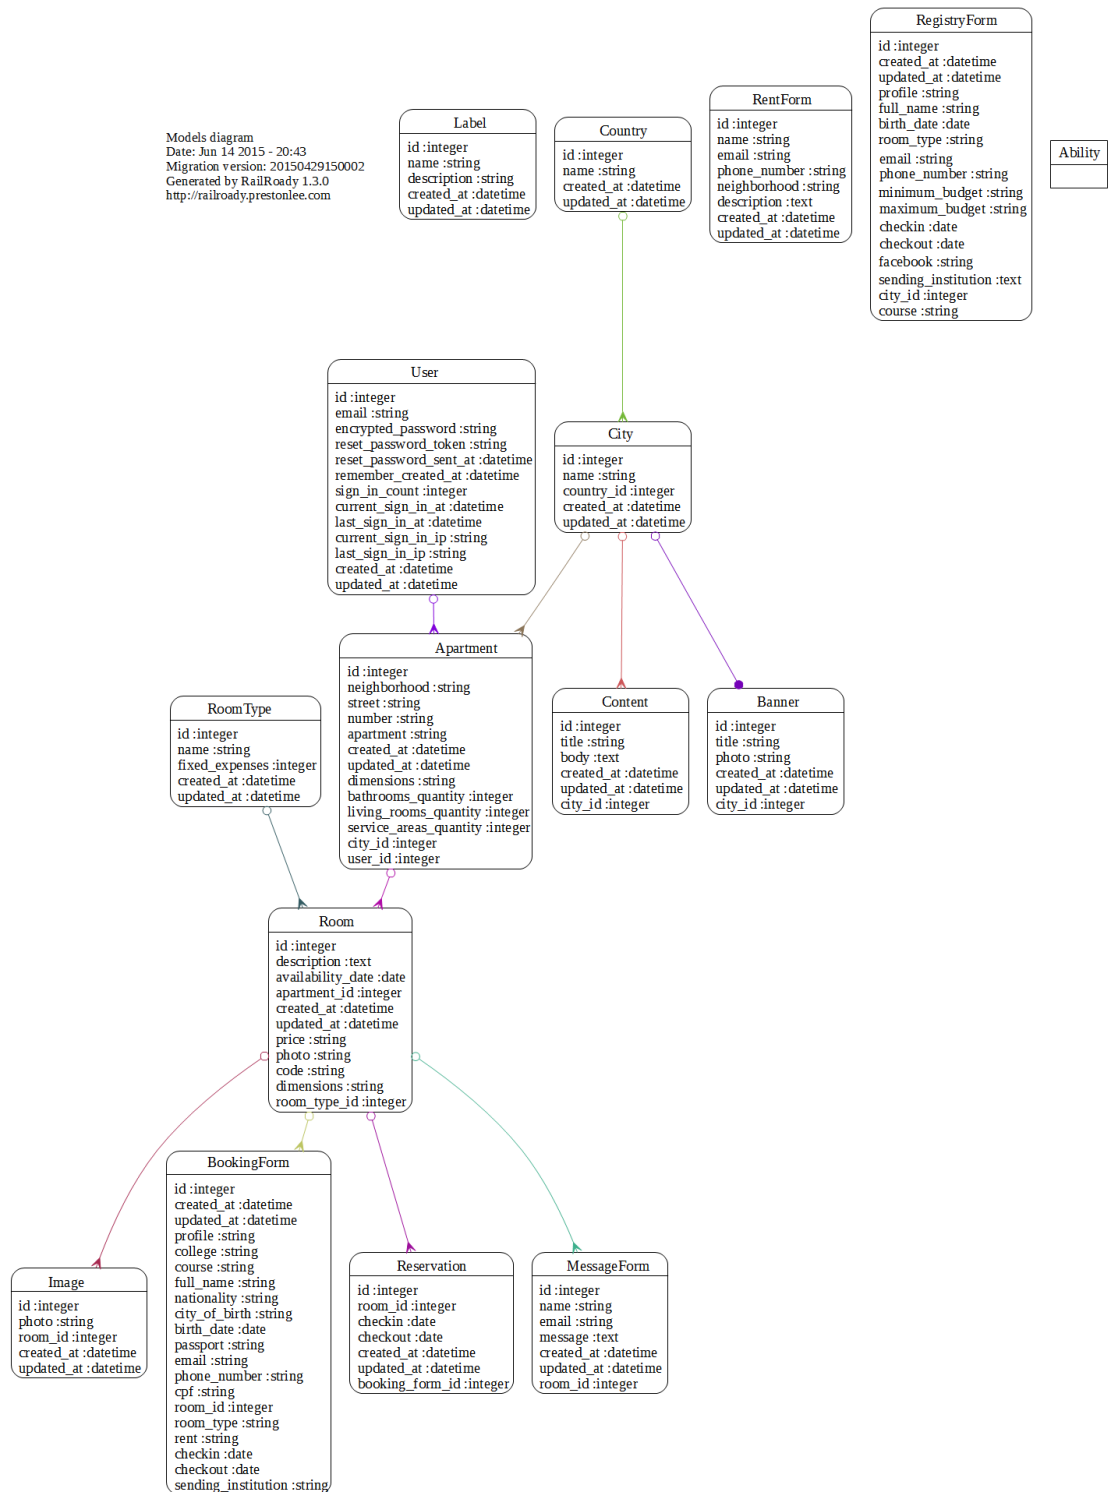 Models diagram
Date: Jun 14 2015 - 20:43
Migration version: 20150429150002
Generated by RailRoady 1.3.0
http://railroady.prestonlee.com
Label
id :integer
name :string
description :string
created_at :datetime
updated_at :datetime
Country
id :integer
name :string
created_at :datetime
updated_at :datetime
RentForm
id :integer
name :string
email :string
phone_number :string
neighborhood :string
description :text
created_at :datetime
updated_at :datetime
RegistryForm
id :integer
created_at :datetime
updated_at :datetime
profile :string
full_name :string
birth_date :date
room_type :string
email :string
phone_number :string
minimum_budget :string
maximum_budget :string
checkin :date
checkout :date
facebook :string
sending_institution :text
city_id :integer
course :string
Ability
User
id :integer
email :string
encrypted_password :string
reset_password_token :string
reset_password_sent_at :datetime
remember_created_at :datetime
sign_in_count :integer
current_sign_in_at :datetime
last_sign_in_at :datetime
current_sign_in_ip :string
last_sign_in_ip :string
created_at :datetime
updated_at :datetime
City
id :integer
name :string
country_id :integer
created_at :datetime
updated_at :datetime
Apartment
id :integer
neighborhood :string
street :string
number :string
apartment :string
created_at :datetime
updated_at :datetime
dimensions :string
bathrooms_quantity :integer
living_rooms_quantity :integer
service_areas_quantity :integer
city_id :integer
user_id :integer
Content
id :integer
title :string
body :text
created_at :datetime
updated_at :datetime
city_id :integer
Banner
id :integer
title :string
photo :string
created_at :datetime
updated_at :datetime
city_id :integer
RoomType
id :integer
name :string
fixed_expenses :integer
created_at :datetime
updated_at :datetime
Room
id :integer
description :text
availability_date :date
apartment_id :integer
created_at :datetime
updated_at :datetime
price :string
photo :string
code :string
dimensions :string
room_type_id :integer
Image
id :integer
photo :string
room_id :integer
created_at :datetime
updated_at :datetime
BookingForm
id :integer
created_at :datetime
updated_at :datetime
profile :string
college :string
course :string
full_name :string
nationality :string
city_of_birth :string
birth_date :date
passport :string
email :string
phone_number :string
cpf :string
room_id :integer
room_type :string
rent :string
checkin :date
checkout :date
sending_institution :string
Reservation
id :integer
room_id :integer
checkin :date
checkout :date
created_at :datetime
updated_at :datetime
booking_form_id :integer
MessageForm
id :integer
name :string
email :string
message :text
created_at :datetime
updated_at :datetime
room_id :integer